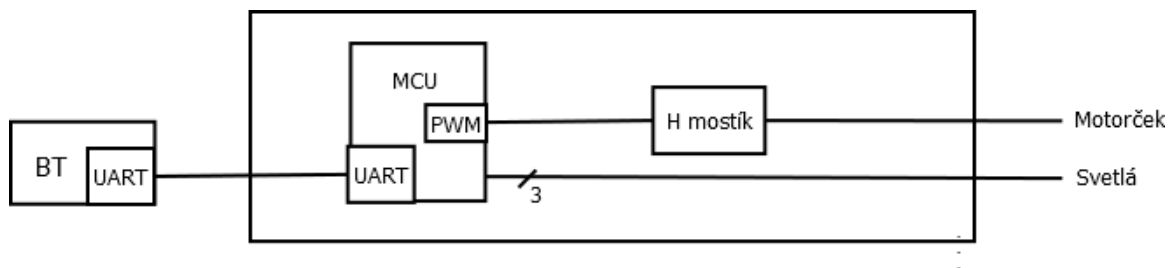 BT
UART
MCU
PWM
UART
3
H mostík
Motorček
Svetlá